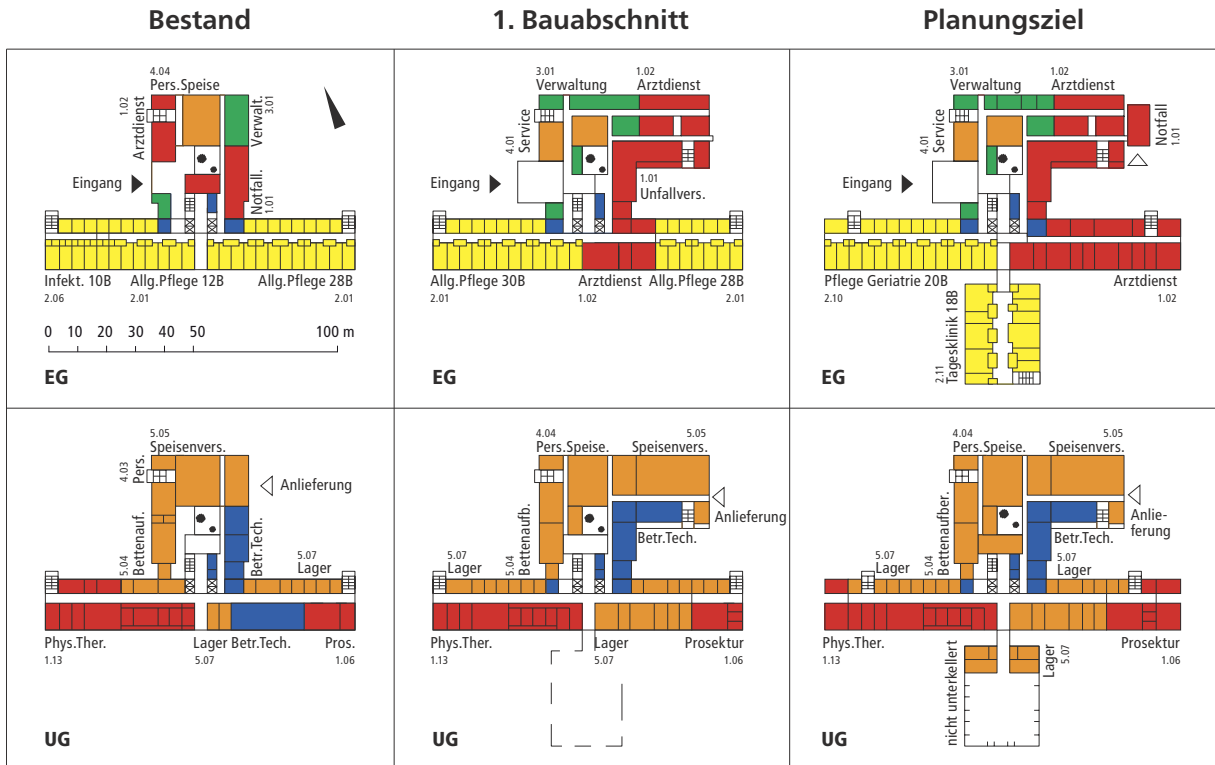 Bestand
1. Bauabschnitt
Planungsziel
4.04
Pers.Speise
1.02
Arztdienst
Verwalt.
3.01
Eingang
Notfall.
1.01
Infekt. 10B
Allg.Pflege 12B
Allg.Pflege 28B
2.06
2.01
2.01
0 10 20 30 40 50 100 m
EG
3.01
Verwaltung
1.02
Arztdienst
4.01
Service
Eingang
1.01
Unfallvers.
Allg.Pflege 30B
Arztdienst
Allg.Pflege 28B
2.01
1.02
2.01
EG
3.01
Verwaltung
1.02
Arztdienst
4.01
Service
Notfall
1.01
Eingang
Pflege Geriatrie 20B
Arztdienst
2.10
1.02
2.11
Tagesklinik 18B
EG
5.05
Speisenvers.
4.03
Pers.
Anlieferung
5.04
Bettenauf.
Betr.Tech.
5.07
Lager
Phys.Ther.
Lager
Betr.Tech.
Pros.
1.13
5.07
1.06
UG
4.04
Pers.Speise.
5.05
Speisenvers.
Anlieferung
Betr.Tech.
5.07
Lager
5.04
Bettenaufb.
5.07
Lager
Phys.Ther.
Lager
Prosektur
1.13
5.07
1.06
UG
4.04
Pers.Speise.
5.05
Speisenvers.
Anlie-
ferung
Betr.Tech.
5.07
Lager
5.04
Bettenaufber.
5.07
Lager
Phys.Ther.
Prosektur
1.13
1.06
nicht unterkellert
Lager
5.07
UG